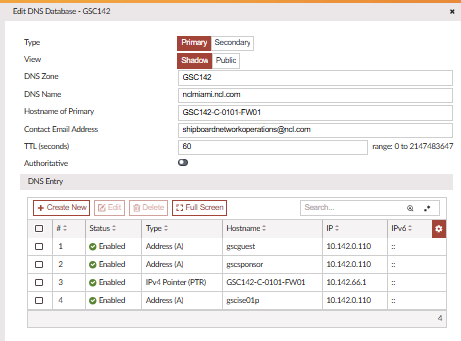 Edit DNS Database - GSC142
Type Primary Secondary
View Shadow Public
DNS Zone GSC142
DNS Name nclmiami.ncl.com
Hostname of Primary GSC142-C-0101-FW01
Contact Email Address shipboardnetworkoperations@ncl.com
TTL (seconds) 60 range: 0 to 2147483647
Authoritative
DNS Entry
Create New Edit Delete Full Screen Search...
# Status Type Hostname IP IPv6
1 Enabled Address (A) gscguest 10.142.0.110 ::
2 Enabled Address (A) gscsponsor 10.142.0.110 ::
3 Enabled IPv4 Pointer (PTR) GSC142-C-0101-FW01 10.142.66.1 ::
4 Enabled Address (A) gscise01p 10.142.0.110 ::
4